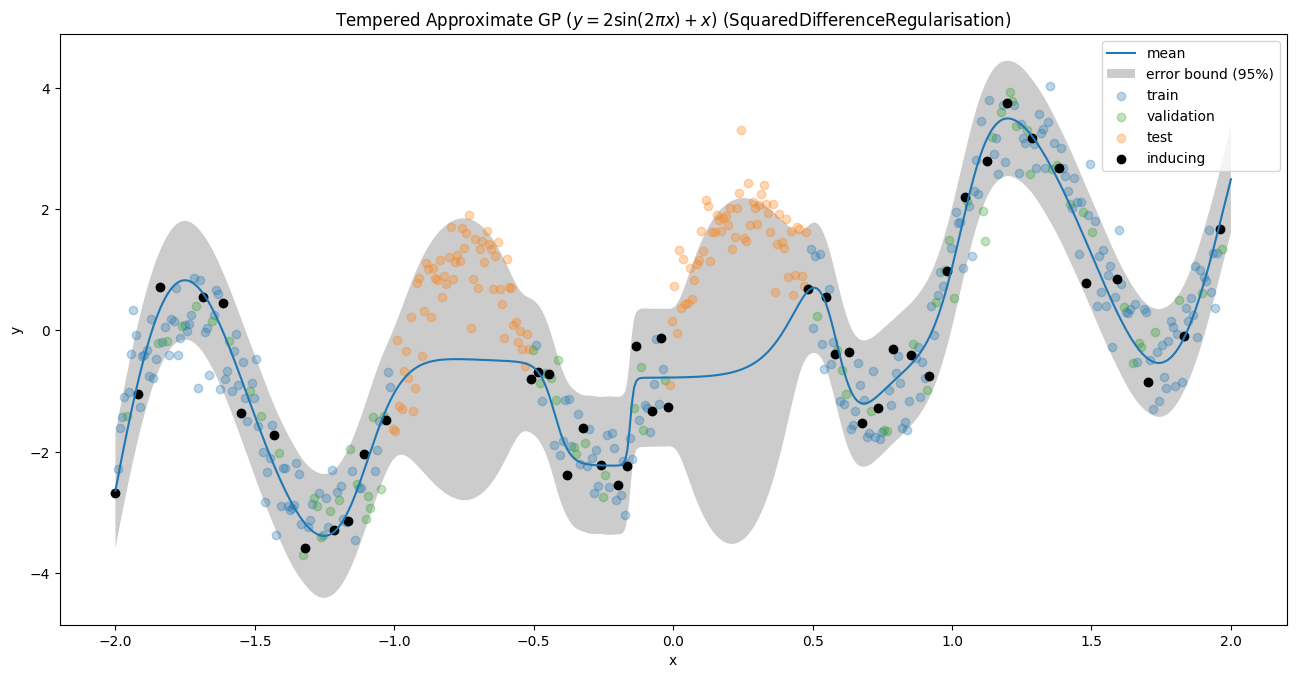 Tempered Approximate GP (y = 2sin(2πx) + x) (SquaredDifferenceRegularisation)
mean
error bound (95%)
train
validation
test
inducing
y
4
2
0
−2
−4
−2.0 −1.5 −1.0 −0.5 0.0 0.5 1.0 1.5 2.0
x